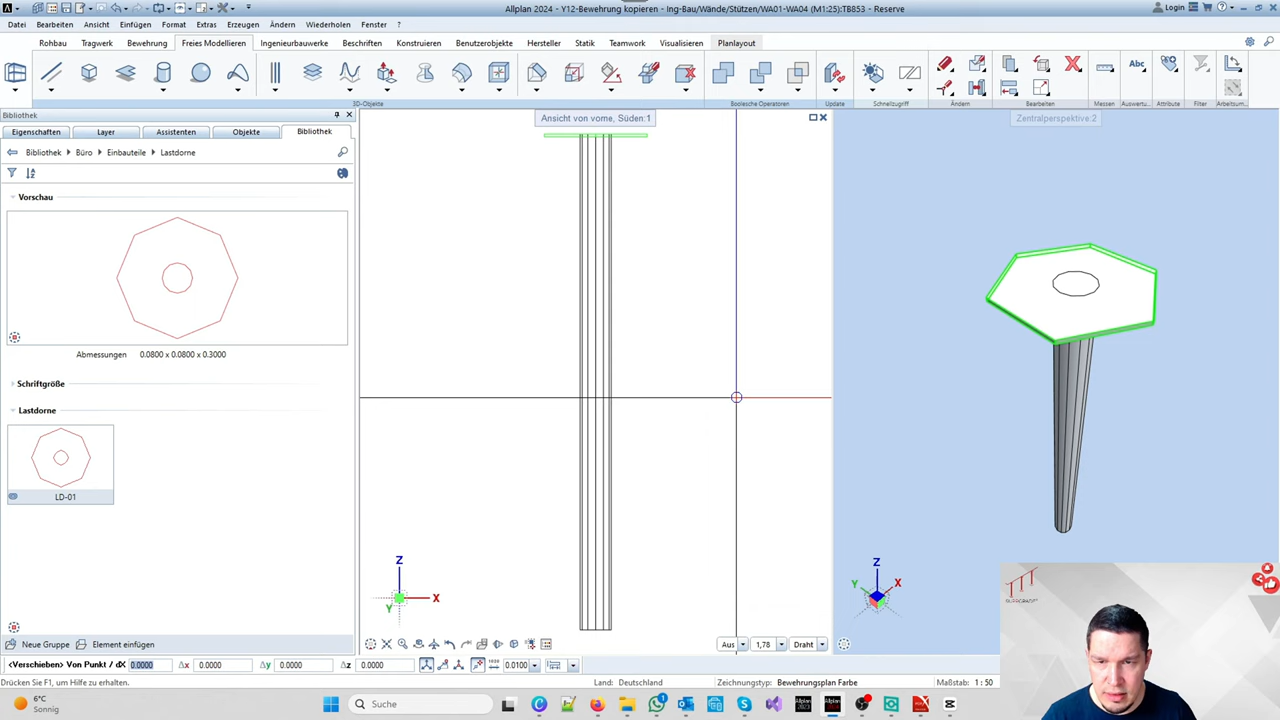 Allplan 2024 - Y12-Bewehrung kopieren - Ing-Bau/Wände/Stützen/WA01-WA04 (M1:25):TB853 - Reserve
Login
Datei Bearbeiten Ansicht Einfügen Format Extras Erzeugen Ändern Wiederholen Fenster ?
Rohbau Tragwerk Bewehrung Freies Modellieren Ingenieurbauwerke Beschriften Konstruieren Benutzerobjekte Hersteller Statik Teamwork Visualisieren Planlayout
Abc
3D-Objekte Boolesche Operatoren Update Schnellzugriff Ändern Bearbeiten Messen Auswertu... Attribute Filter Arbeitsum...
Bibliothek
Eigenschaften Layer Assistenten Objekte Bibliothek
Bibliothek Büro Einbauteile Lastdorne
Vorschau
Abmessungen 0.0800 x 0.0800 x 0.3000
Schriftgröße
Lastdorne
LD-01
Neue Gruppe Element einfügen
Ansicht von vorne, Süden:1
Z
X
Y
Aus 1,78 Draht
Zentralperspektive:2
Z
Y
X
<Verschieben> Von Punkt / dX 0.0000 Δx 0.0000 Δy 0.0000 Δz 0.0000 0.0100
Drücken Sie F1, um Hilfe zu erhalten. Land: Deutschland Zeichnungstyp: Bewehrungsplan Farbe Maßstab: 1 : 50
6°C
Sonnig
Suche